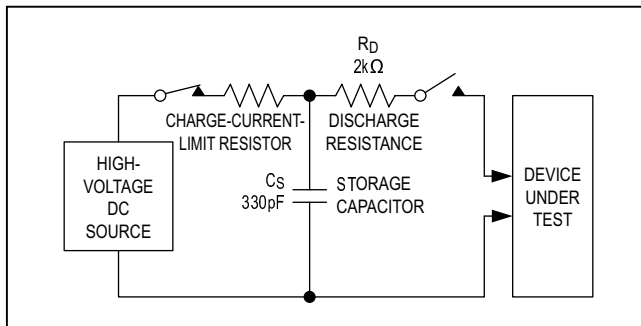 R_D
2kΩ
CHARGE-CURRENT-
LIMIT RESISTOR
DISCHARGE
RESISTANCE
HIGH-
VOLTAGE
DC
SOURCE
C_S
330pF
STORAGE
CAPACITOR
DEVICE
UNDER
TEST